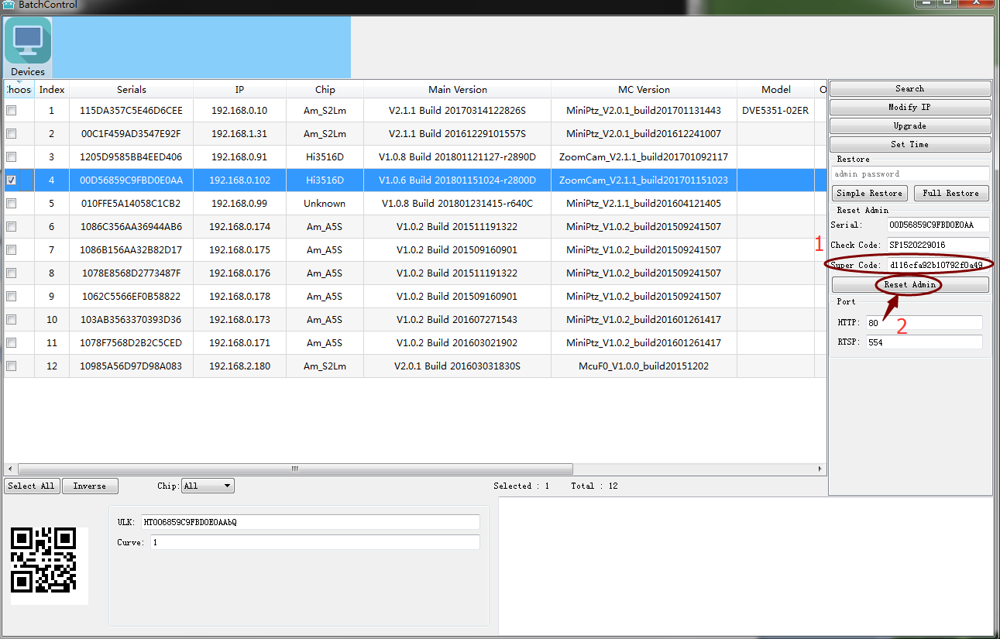 BatchControl
Devices
Choose Index Serials IP Chip Main Version MC Version Model O
1 115DA357C5E46D6CEE 192.168.0.10 Am_S2Lm V2.1.1 Build 20170314122826S MiniPtz_V2.0.1_build201701131443 DVE5351-02ER
2 00C1F459AD3547E92F 192.168.1.31 Am_S2Lm V2.1.1 Build 20161229101557S MiniPtz_V2.0.1_build201612241007
3 1205D9585BB4EED406 192.168.0.91 Hi3516D V1.0.8 Build 201801121127-r2890D ZoomCam_V2.1.1_build201701092117
4 00D56859C9FBD0E0AA 192.168.0.102 Hi3516D V1.0.6 Build 201801151024-r2800D ZoomCam_V2.1.1_build201701151023
5 010FFE5A14058C1CB2 192.168.0.99 Unknown V1.0.8 Build 201801231415-r640C MiniPtz_V2.1.1_build201604121405
6 1086C356AA36944AB6 192.168.0.174 Am_A5S V1.0.2 Build 201511191322 MiniPtz_V1.0.2_build201509241507
7 1086B156AA32B82D17 192.168.0.175 Am_A5S V1.0.2 Build 201509160901 MiniPtz_V1.0.2_build201509241507
8 1078E8568D2773487F 192.168.0.176 Am_A5S V1.0.2 Build 201511191322 MiniPtz_V1.0.2_build201509241507
9 1062C5566EF0B58822 192.168.0.178 Am_A5S V1.0.2 Build 201509160901 MiniPtz_V1.0.2_build201509241507
10 103AB3563370393D36 192.168.0.173 Am_A5S V1.0.2 Build 201607271543 MiniPtz_V1.0.2_build201601261417
11 1078F7568D2B2C5CED 192.168.0.171 Am_A5S V1.0.2 Build 201603021902 MiniPtz_V1.0.2_build201601261417
12 10985A56D97D98A083 192.168.2.180 Am_S2Lm V2.0.1 Build 201603031830S McuF0_V1.0.0_build20151202
Search
Modify IP
Upgrade
Set Time
Restore
admin password
Simple Restore Full Restore
Reset Admin
Serial: 00D56859C9FBD0E0AA
1
Check Code: SP1520229016
Super Code: d116cfa92b10792f0a49
Reset Admin
Port
HTTP: 80
2
RTSP: 554
Select All Inverse Chip: All Selected : 1 Total : 12
ULK: HT006859C9FBD0E0AAbQ
Curve: 1